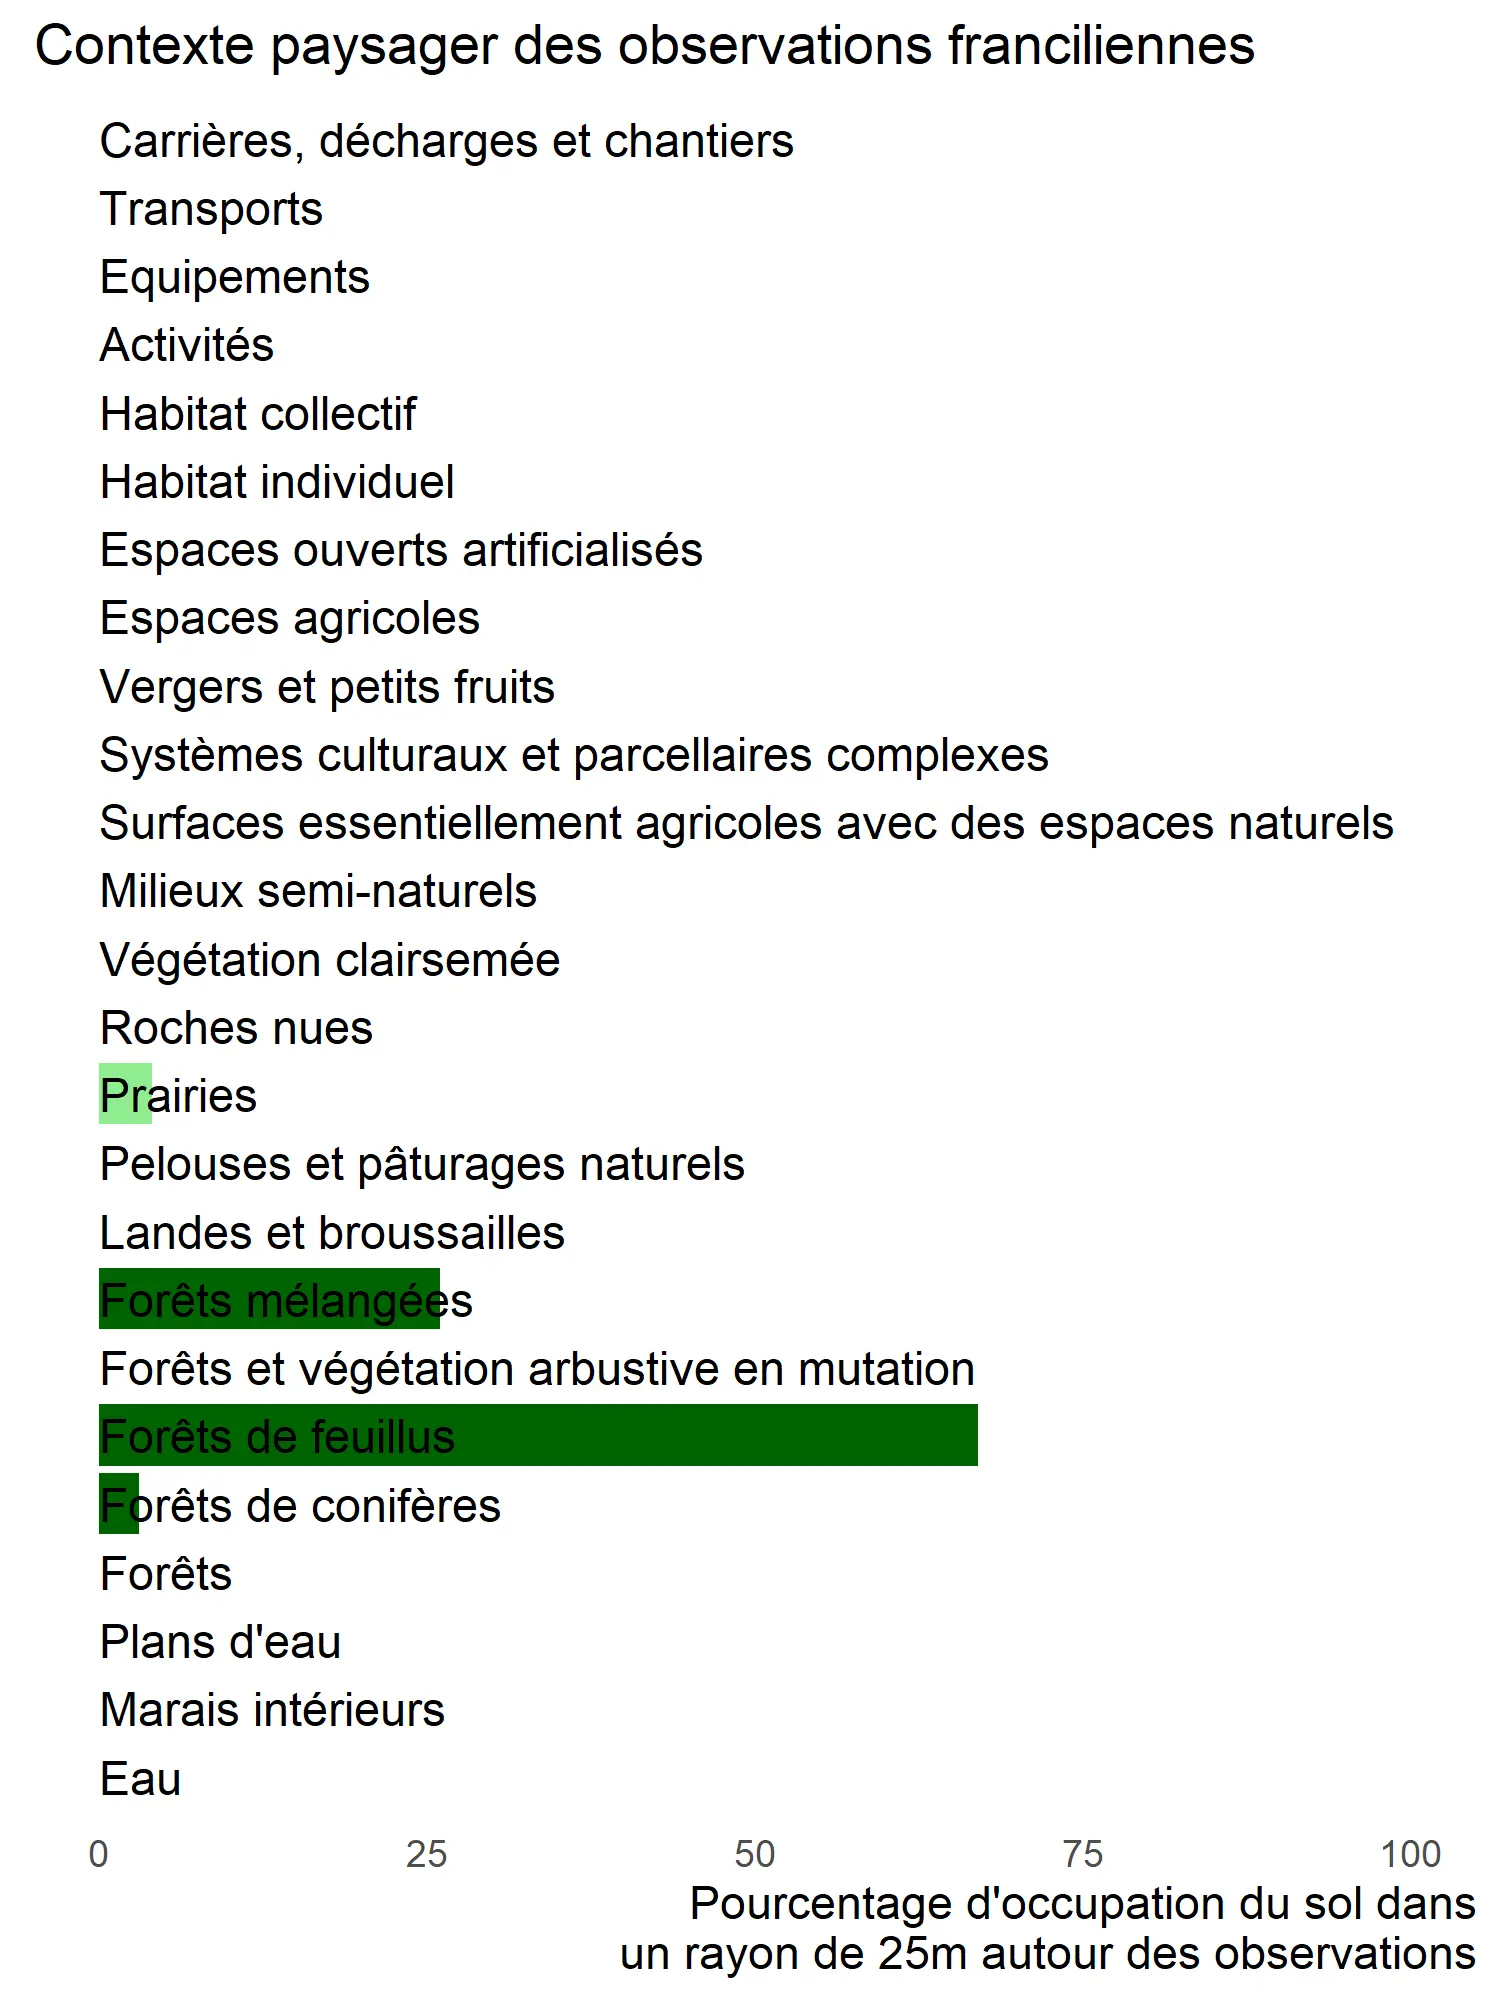 Contexte paysager des observations franciliennes
Carrières, décharges et chantiers
Transports
Equipements
Activités
Habitat collectif
Habitat individuel
Espaces ouverts artificialisés
Espaces agricoles
Vergers et petits fruits
Systèmes culturaux et parcellaires complexes
Surfaces essentiellement agricoles avec des espaces naturels
Milieux semi-naturels
Végétation clairsemée
Roches nues
Prairies
Pelouses et pâturages naturels
Landes et broussailles
Forêts mélangées
Forêts et végétation arbustive en mutation
Forêts de feuillus
Forêts de conifères
Forêts
Plans d'eau
Marais intérieurs
Eau
0 25 50 75 100
Pourcentage d'occupation du sol dans
un rayon de 25m autour des observations